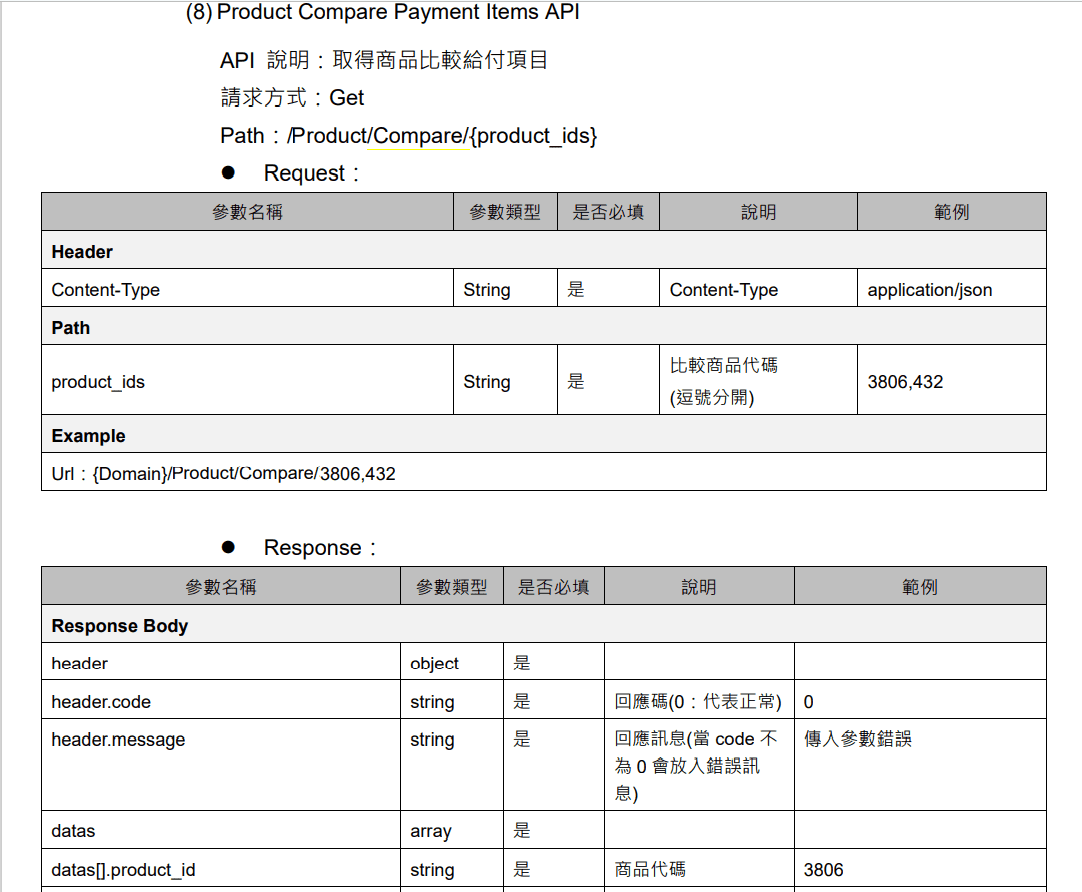 (8) Product Compare Payment Items API
API 說明：取得商品比較給付項目
請求方式：Get
Path：/Product/Compare/{product_ids}
● Request：
參數名稱 參數類型 是否必填 說明 範例
Header
Content-Type String 是 Content-Type application/json
Path
product_ids String 是 比較商品代碼 3806,432
(逗號分開)
Example
Url：{Domain}/Product/Compare/3806,432
● Response：
參數名稱 參數類型 是否必填 說明 範例
Response Body
header object 是
header.code string 是 回應碼(0：代表正常) 0
header.message string 是 回應訊息(當 code 不 傳入參數錯誤
為 0 會放入錯誤訊
息)
datas array 是
datas[].product_id string 是 商品代碼 3806